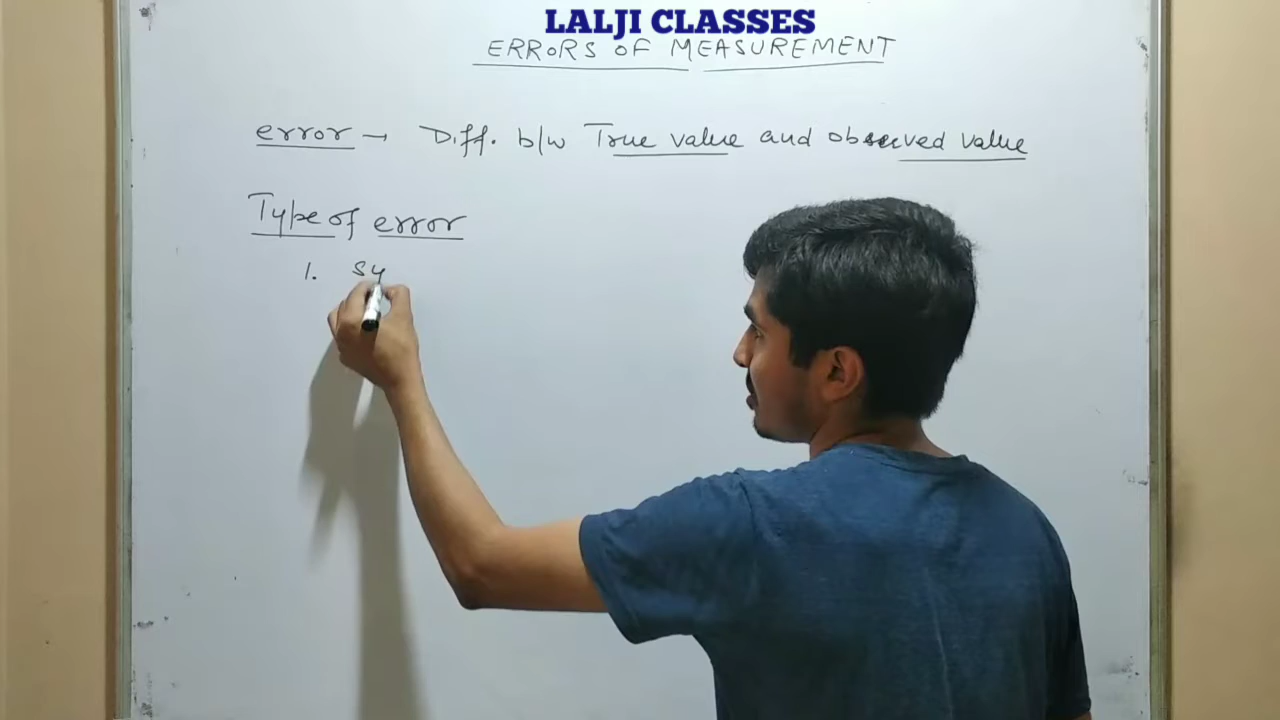 LALJI CLASSES
ERRORS OF MEASUREMENT
error → Diff. b/w True value and observed value
Type of error
1. Sy